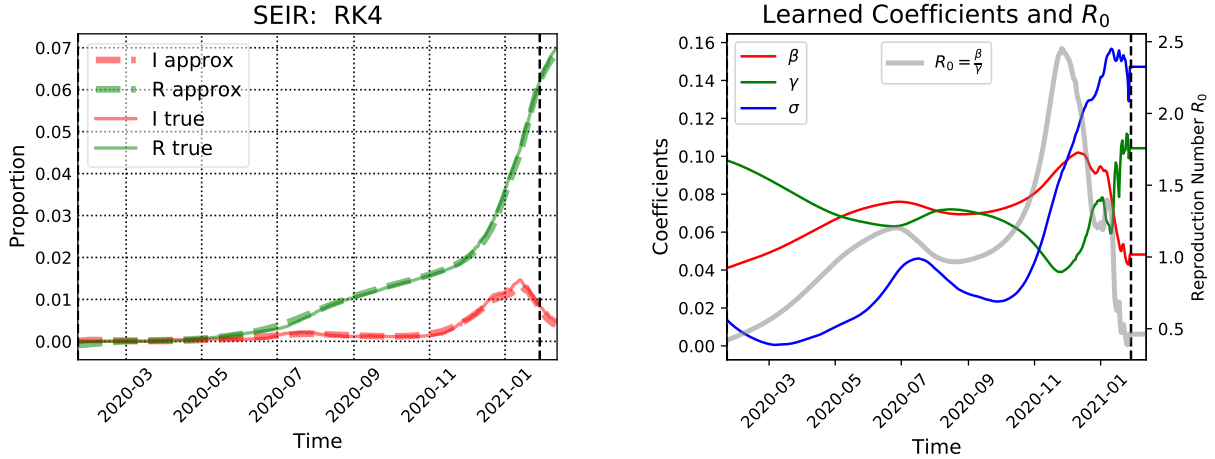 SEIR: RK4
I approx
R approx
I true
R true
0.07
0.06
0.05
0.04
0.03
0.02
0.01
0.00
Proportion
2020-03
2020-05
2020-07
2020-09
2020-11
2021-01
Time
Learned Coefficients and R₀
β
γ
σ
R₀ = β/γ
0.16
0.14
0.12
0.10
0.08
0.06
0.04
0.02
0.00
Coefficients
2.5
2.0
1.5
1.0
0.5
Reproduction Number R₀
2020-03
2020-05
2020-07
2020-09
2020-11
2021-01
Time